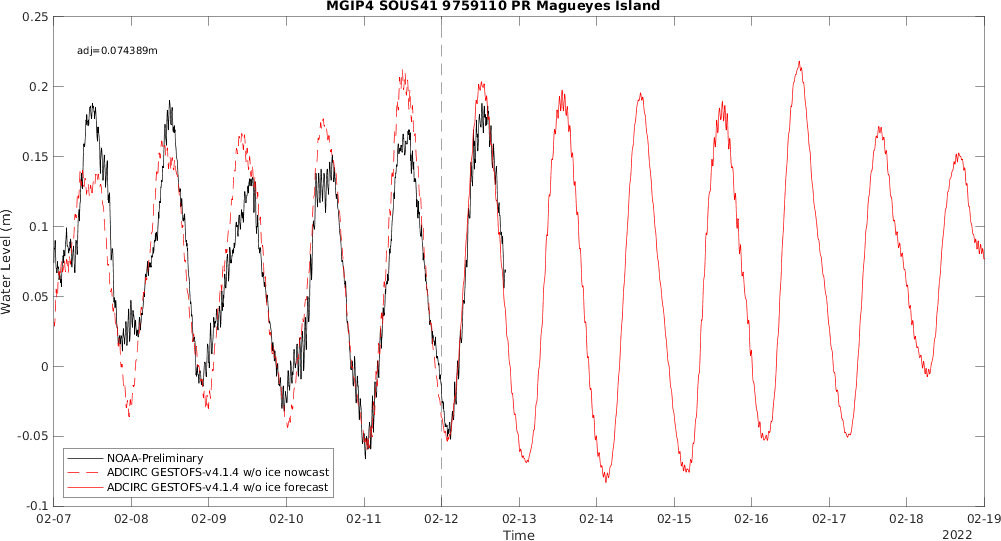 MGIP4 SOUS41 9759110 PR Magueyes Island
adj=0.074389m
Water Level (m)
0.25
0.2
0.15
0.1
0.05
0
-0.05
-0.1
NOAA-Preliminary
ADCIRC GESTOFS-v4.1.4 w/o ice nowcast
ADCIRC GESTOFS-v4.1.4 w/o ice forecast
02-07 02-08 02-09 02-10 02-11 02-12 02-13 02-14 02-15 02-16 02-17 02-18 02-19
Time
2022